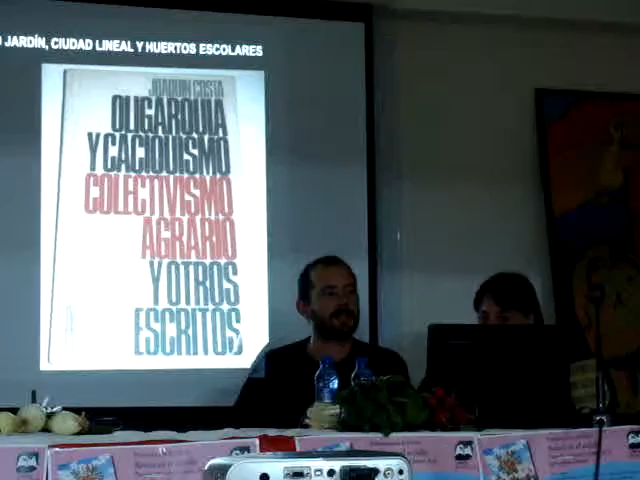 JARDÍN, CIUDAD LINEAL Y HUERTOS ESCOLARES
JOAQUIN COSTA
OLIGARQUIA
Y CACIQUISMO
COLECTIVISMO
AGRARIO
Y OTROS
ESCRITOS